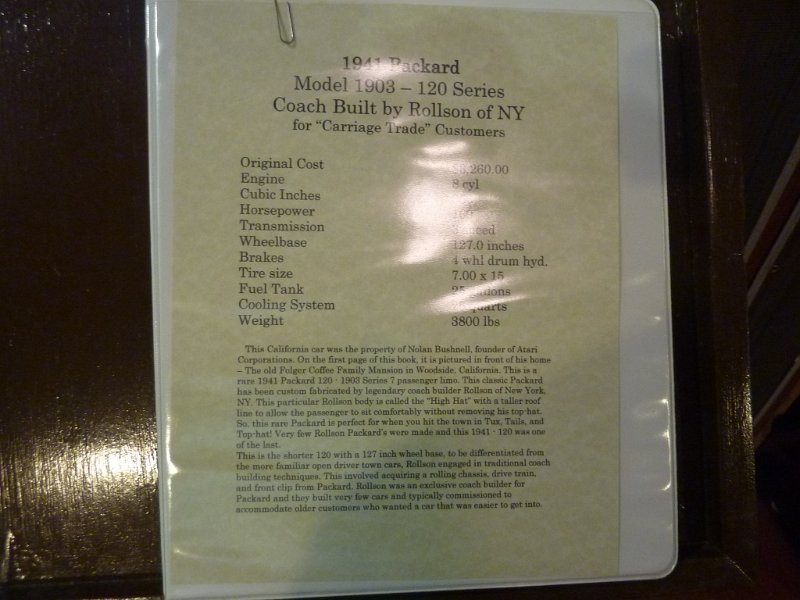 1941 Packard
Model 1903 – 120 Series
Coach Built by Rollson of NY
for “Carriage Trade” Customers
Original Cost ,260.00
Engine 8 cyl
Cubic Inches
Horsepower
Transmission
Wheelbase 127.0 inches
Brakes 4 whl drum hyd.
Tire size 7.00 x 15
Fuel Tank
Cooling System quarts
Weight 3800 lbs
This California car was the property of Nolan Bushnell, founder of Atari
Corporations. On the first page of this book, it is pictured in front of his home
– The old Folger Coffee Family Mansion in Woodside, California. This is a
rare 1941 Packard 120 - 1903 Series 7 passenger limo. This classic Packard
has been custom fabricated by legendary coach builder Rollson of New York,
NY. This particular Rollson body is called the “High Hat” with a taller roof
line to allow the passenger to sit comfortably without removing his top-hat.
So, this rare Packard is perfect for when you hit the town in Tux, Tails, and
Top-hat! Very few Rollson Packard's were made and this 1941 - 120 was one
of the last.
This is the shorter 120 with a 127 inch wheel base, to be differentiated from
the more familiar open driver town cars, Rollson engaged in traditional coach
building techniques. This involved acquiring a rolling chassis, drive train,
and front clip from Packard. Rollson was an exclusive coach builder for
Packard and they built very few cars and typically commissioned to
accommodate older customers who wanted a car that was easier to get into.